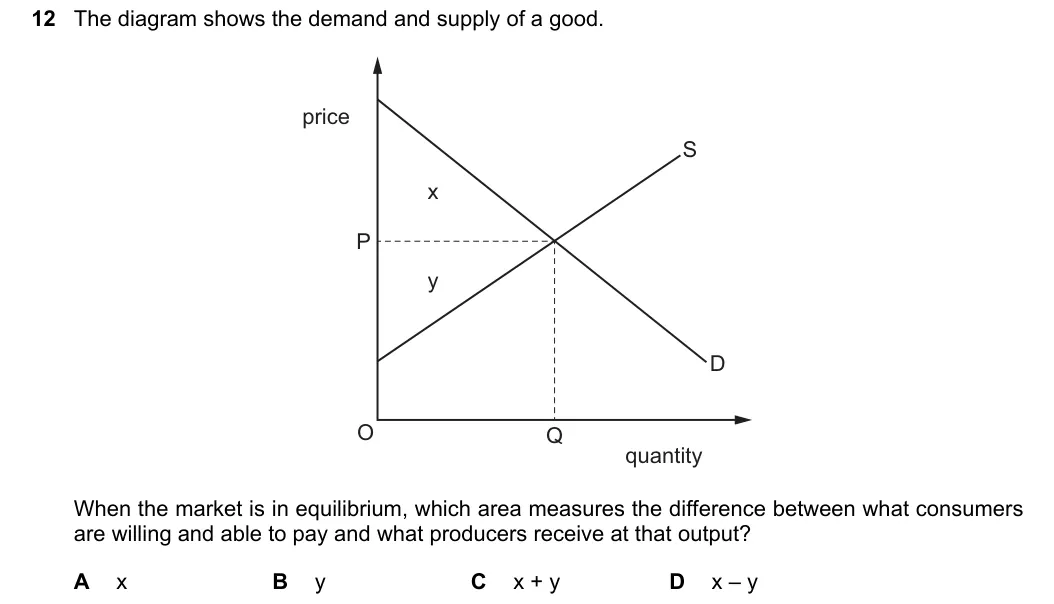 12 The diagram shows the demand and supply of a good.
price
S
x
P
y
D
O
Q
quantity
When the market is in equilibrium, which area measures the difference between what consumers
are willing and able to pay and what producers receive at that output?
A x B y C x + y D x – y